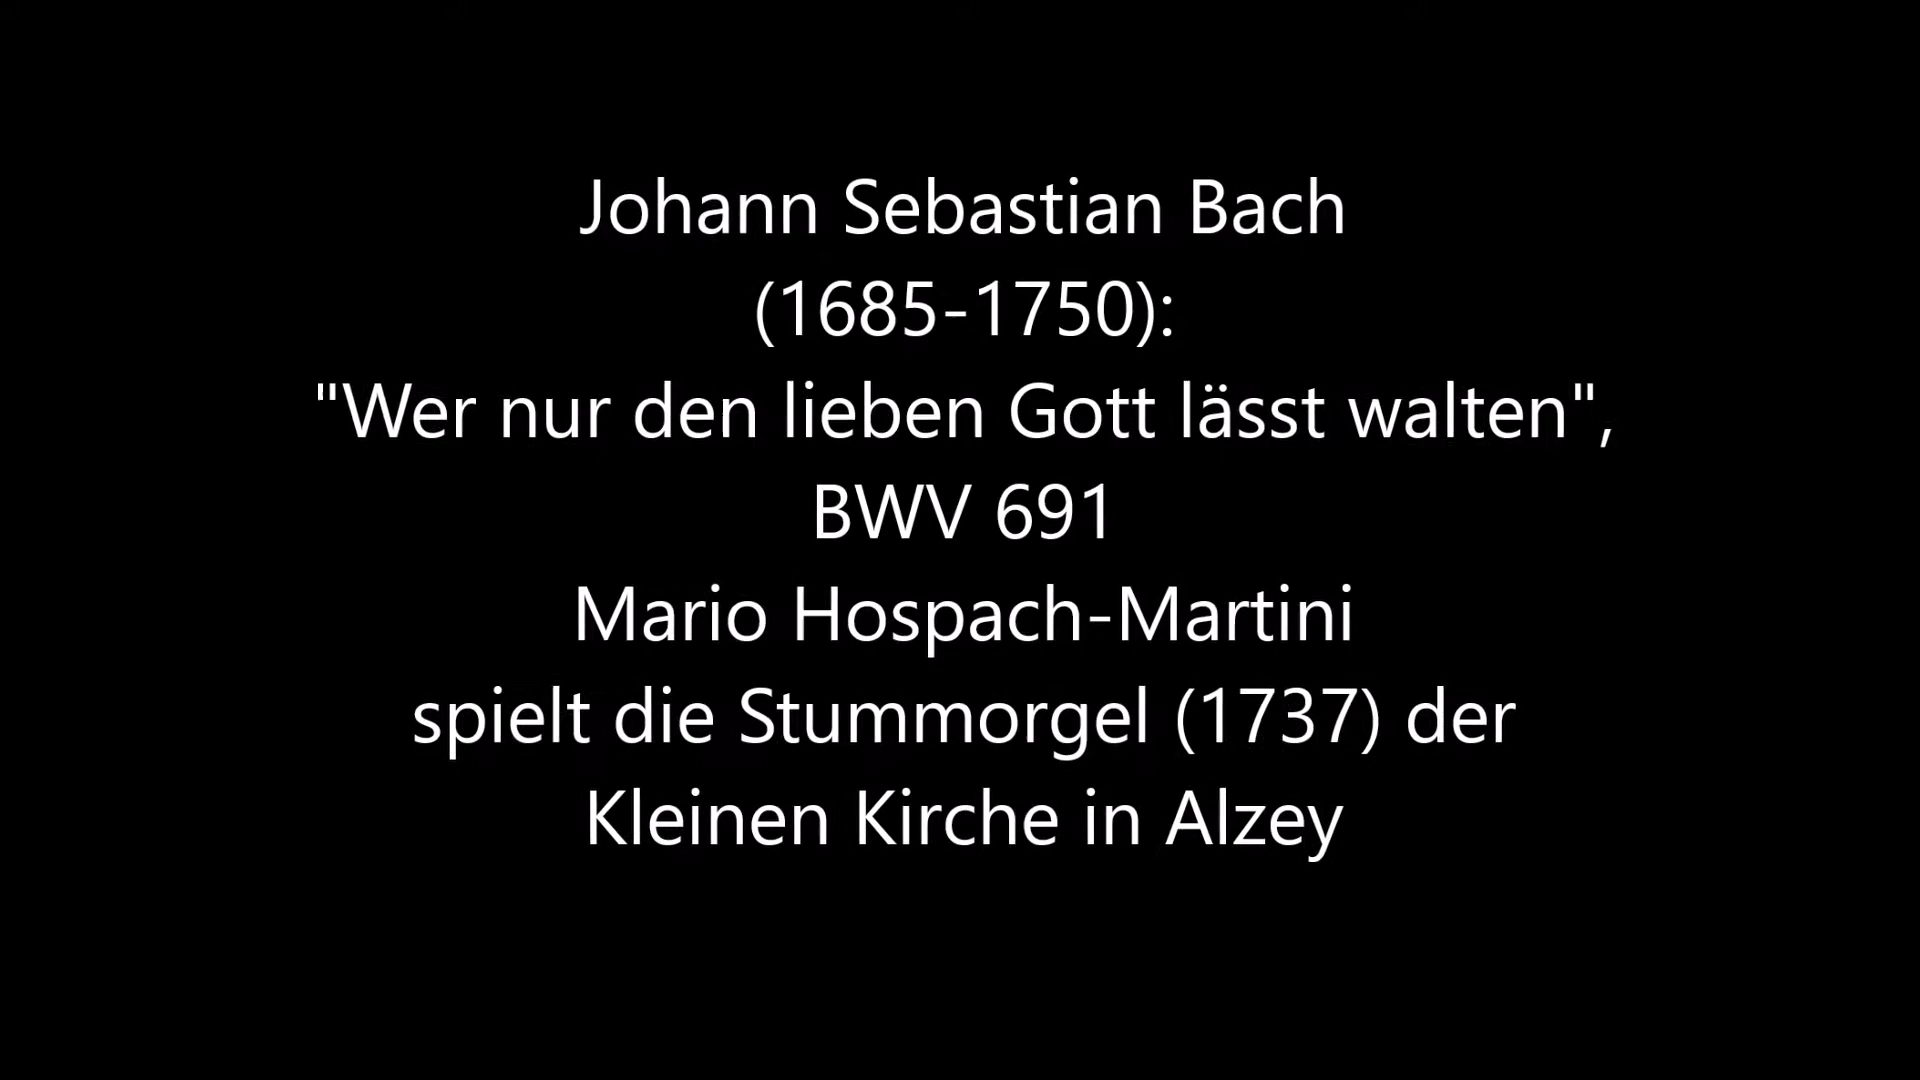 Johann Sebastian Bach
(1685-1750):
"Wer nur den lieben Gott lässt walten",
BWV 691
Mario Hospach-Martini
spielt die Stummorgel (1737) der
Kleinen Kirche in Alzey